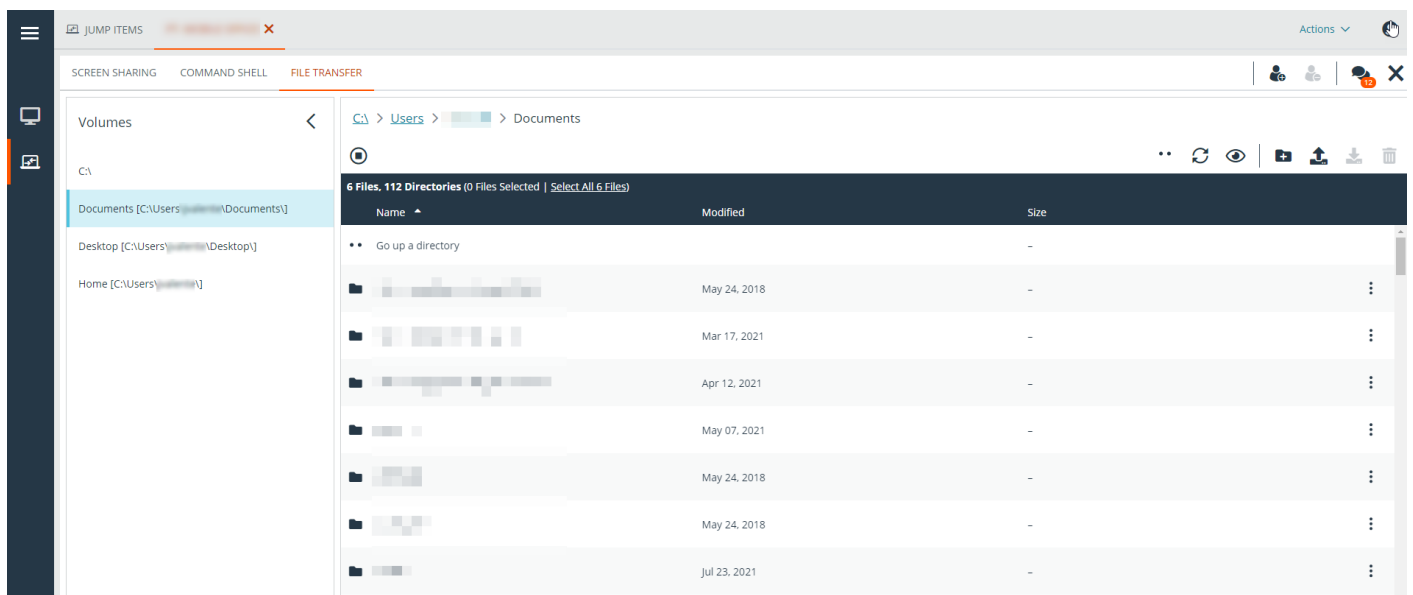 JUMP ITEMS
Actions
SCREEN SHARING COMMAND SHELL FILE TRANSFER
12
Volumes
C:\ > Users > > Documents
C:\
Documents [C:\Users\ \Documents\]
Desktop [C:\Users\ \Desktop\]
Home [C:\Users\ \]
6 Files, 112 Directories (0 Files Selected | Select All 6 Files)
Name Modified Size
Go up a directory –
May 24, 2018 –
Mar 17, 2021 –
Apr 12, 2021 –
May 07, 2021 –
May 24, 2018 –
May 24, 2018 –
Jul 23, 2021 –